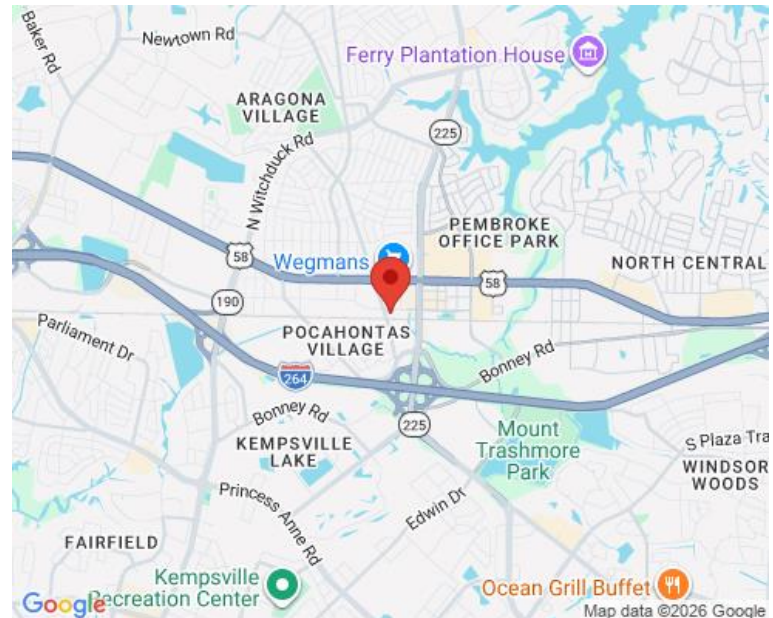 Baker Rd
Newtown Rd
Ferry Plantation House
ARAGONA
VILLAGE
225
N Witchduck Rd
PEMBROKE
OFFICE PARK
58
Wegmans
58
NORTH CENTRAL
190
Parliament Dr
POCAHONTAS
VILLAGE
264
Bonney Rd
Bonney Rd
225
Mount
Trashmore
Park
S Plaza Tra
KEMPSVILLE
LAKE
WINDSOR
WOODS
Princess Anne Rd
Edwin Dr
FAIRFIELD
Kempsville
Recreation Center
Ocean Grill Buffet
Google
Map data ©2026 Google